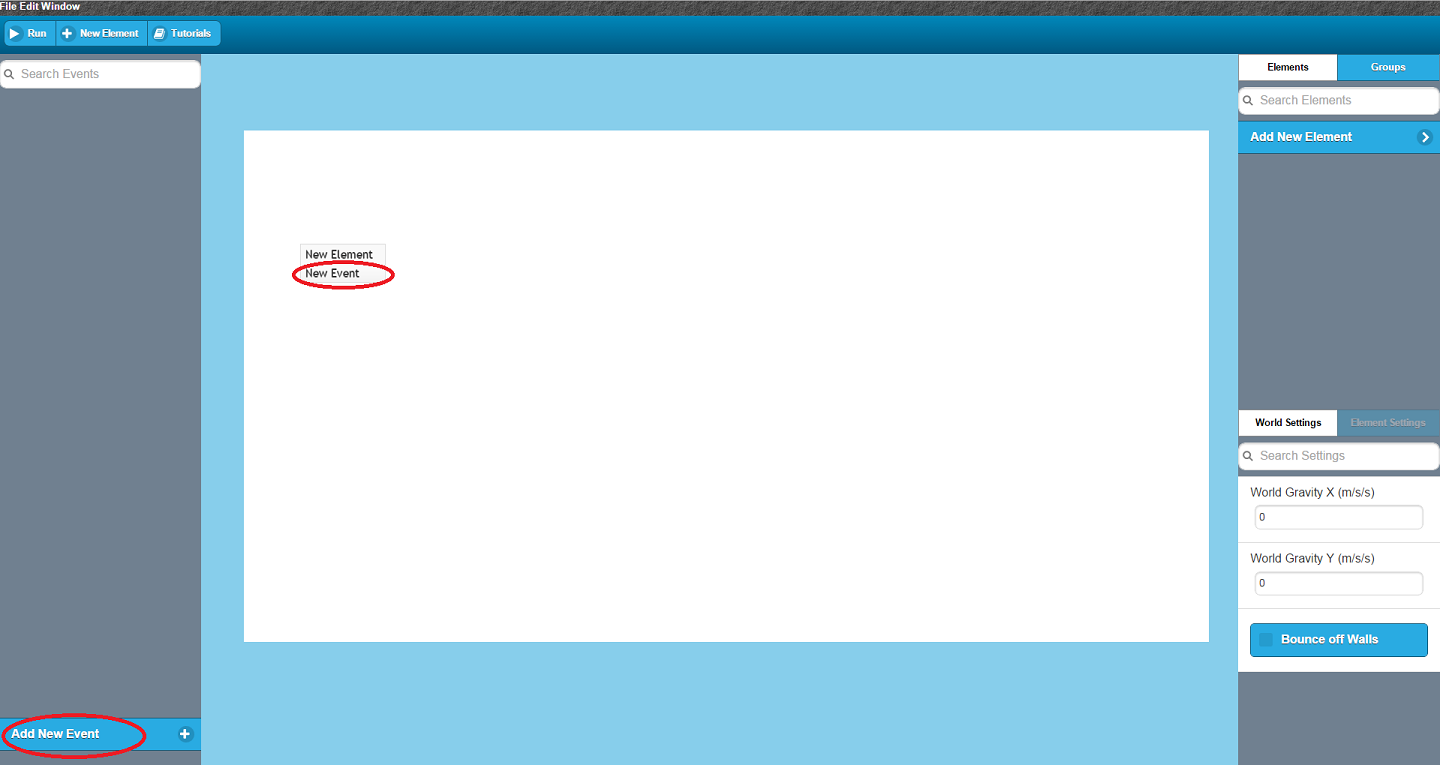 File Edit Window
Run New Element Tutorials
Search Events
Elements Groups
Search Elements
Add New Element
New Element
New Event
World Settings Element Settings
Search Settings
World Gravity X (m/s/s)
0
World Gravity Y (m/s/s)
0
Bounce off Walls
Add New Event